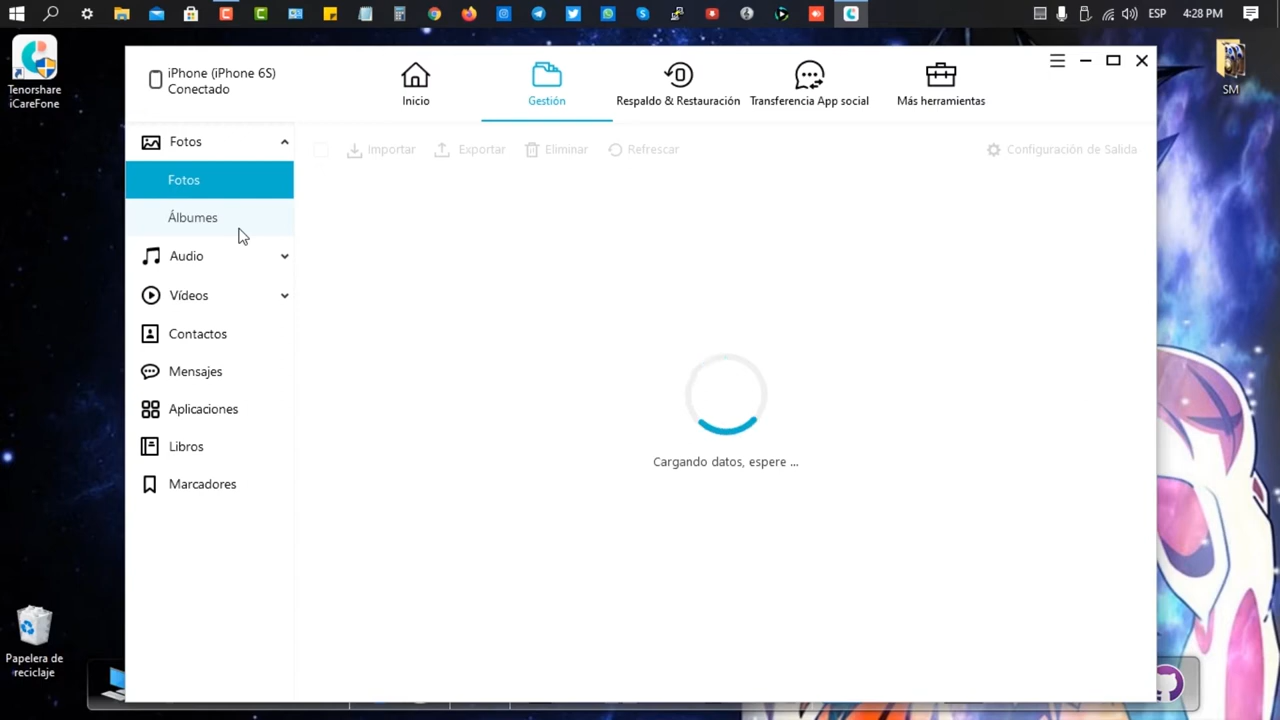 ESP 4:28 PM
Tenorshare
iCareFone
SM
Papelera de
reciclaje
iPhone (iPhone 6S)
Conectado
Inicio
Gestión
Respaldo & Restauración
Transferencia App social
Más herramientas
Fotos
Fotos
Álbumes
Audio
Vídeos
Contactos
Mensajes
Aplicaciones
Libros
Marcadores
Importar
Exportar
Eliminar
Refrescar
Configuración de Salida
Cargando datos, espere ...